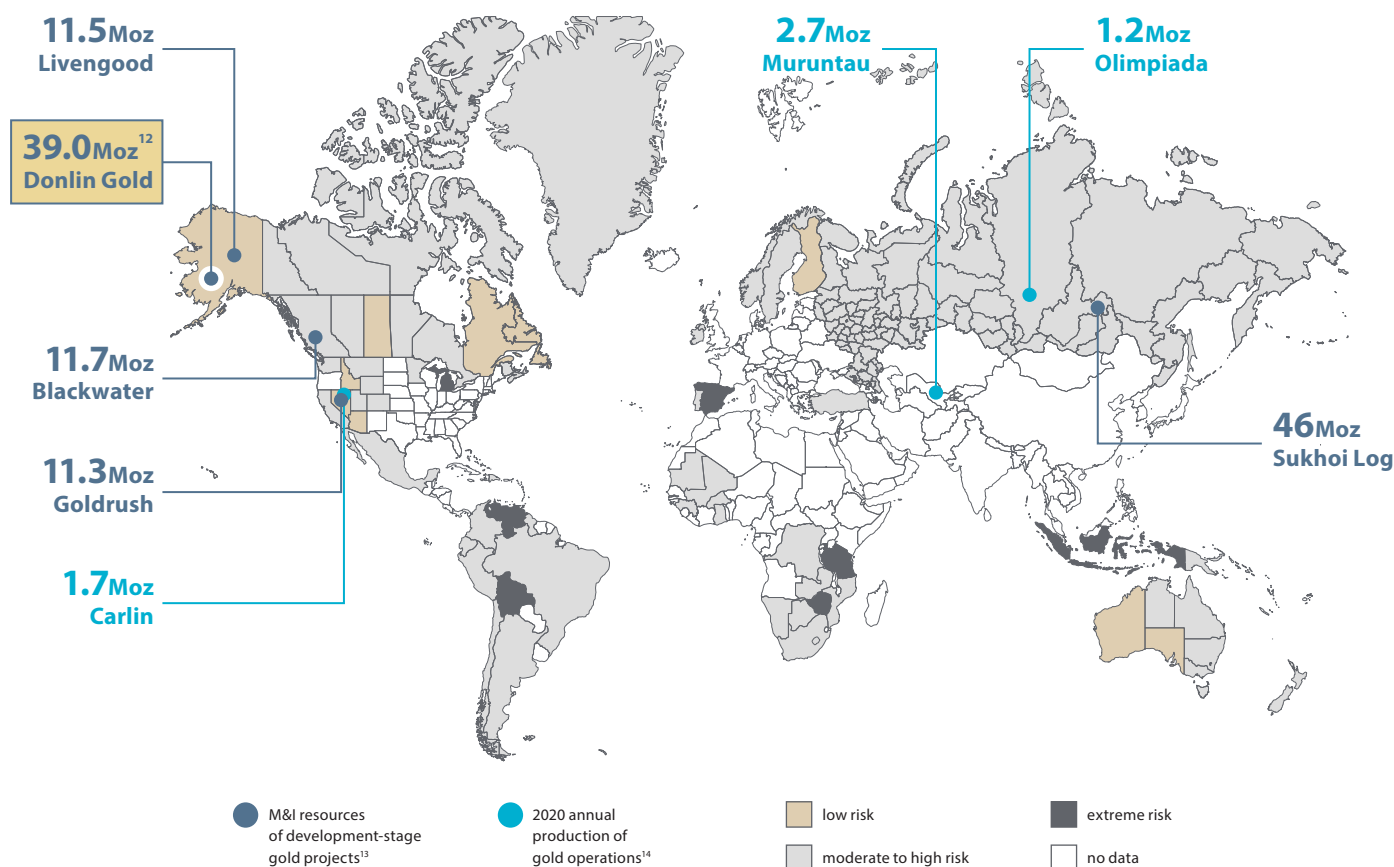 11.5Moz
Livengood
39.0Moz¹²
Donlin Gold
11.7Moz
Blackwater
11.3Moz
Goldrush
1.7Moz
Carlin
2.7Moz
Muruntau
1.2Moz
Olimpiada
46Moz
Sukhoi Log
M&I resources
of development-stage
gold projects¹³
2020 annual
production of
gold operations¹⁴
low risk
moderate to high risk
extreme risk
no data